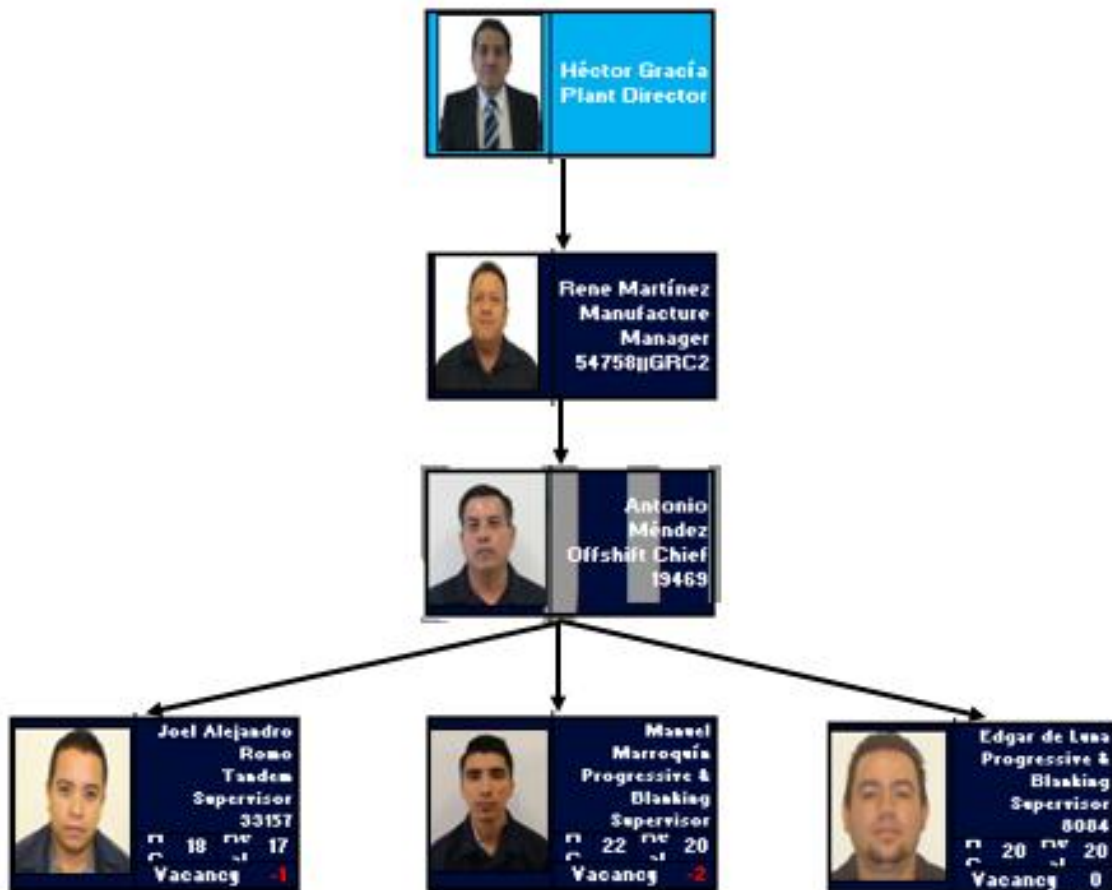 Héctor Gracía
Plant Director
Rene Martínez
Manufacture
Manager
54758||GRC2
Antonio
Méndez
Offshift Chief
19469
Joel Alejandro
Romo
Tandem
Supervisor
33157
18 17
Vacancy -1
Manuel
Marroquín
Progressive &
Blanking
Supervisor
22 20
Vacancy -2
Edgar de Luna
Progressive &
Blanking
Supervisor
8084
20 20
Vacancy 0